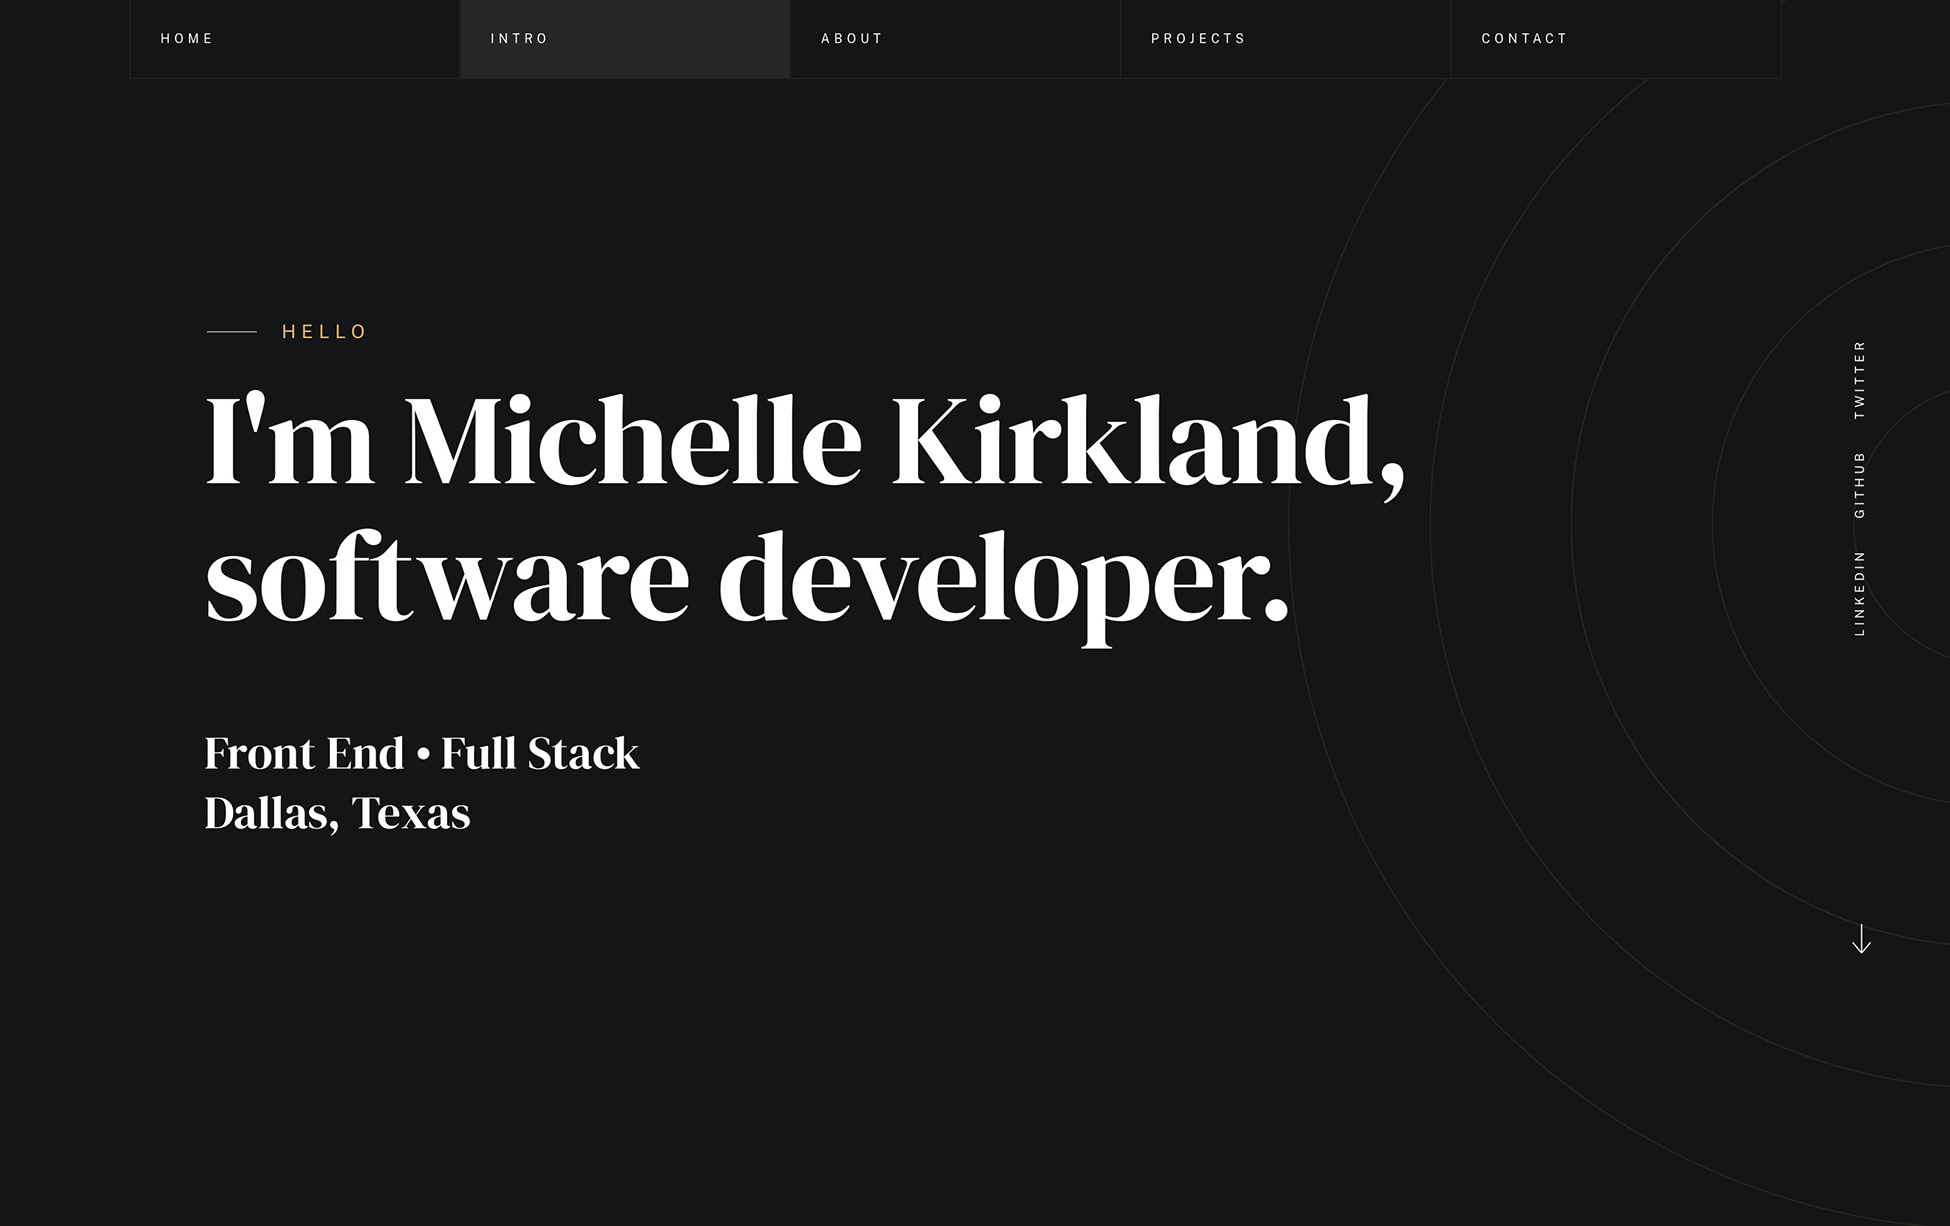 HOME
INTRO
ABOUT
PROJECTS
CONTACT
HELLO
I'm Michelle Kirkland,
software developer.
Front End • Full Stack
Dallas, Texas
LINKEDIN GITHUB TWITTER